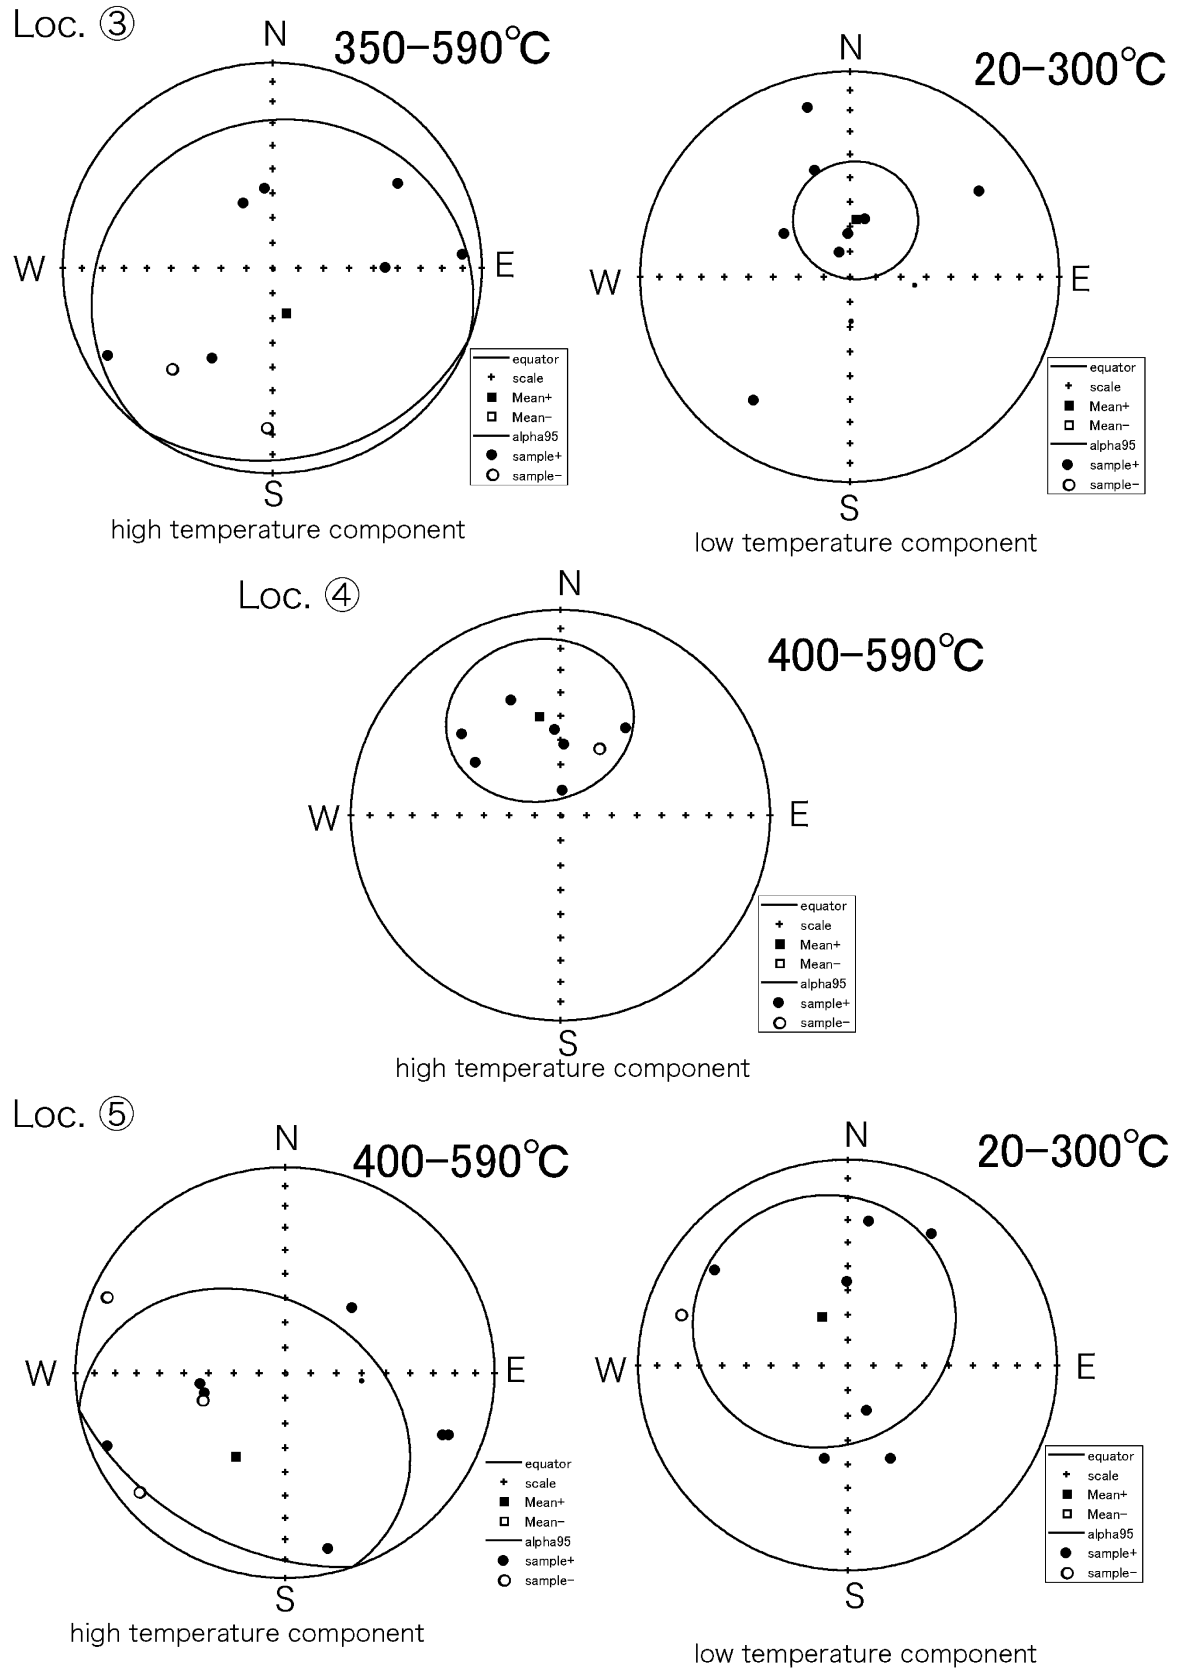 Loc. ③
N
350−590℃
W
E
S
equator
scale
Mean+
Mean−
alpha95
sample+
sample−
high temperature component
N
20−300℃
W
E
S
equator
scale
Mean+
Mean−
alpha95
sample+
sample−
low temperature component
Loc. ④
N
400−590℃
W
E
S
equator
scale
Mean+
Mean−
alpha95
sample+
sample−
high temperature component
Loc. ⑤
N
400−590℃
W
E
S
equator
scale
Mean+
Mean−
alpha95
sample+
sample−
high temperature component
N
20−300℃
W
E
S
equator
scale
Mean+
Mean−
alpha95
sample+
sample−
low temperature component